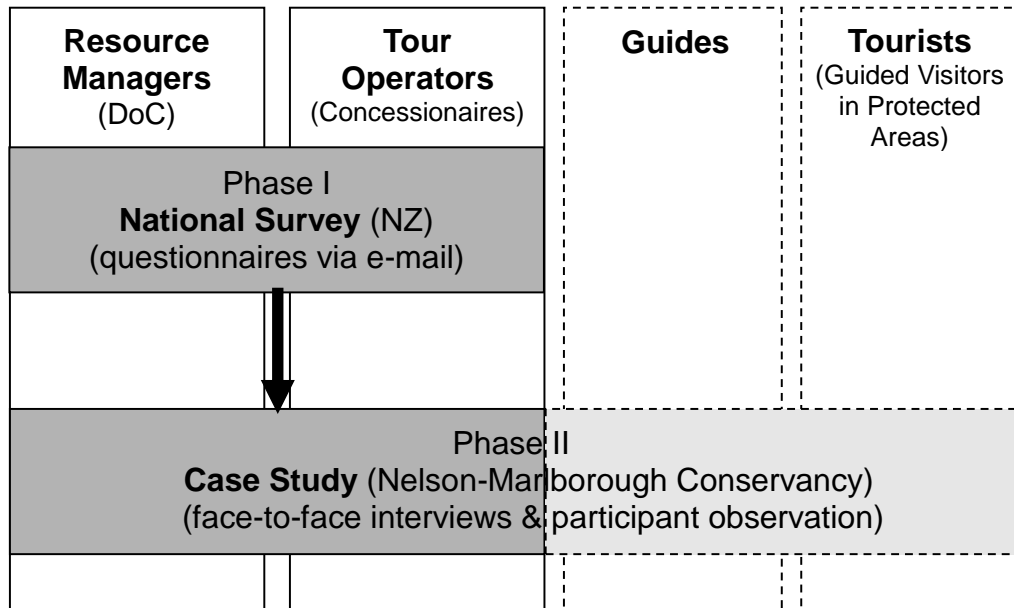 Resource
Managers
(DoC)
Tour
Operators
(Concessionaires)
Guides
Tourists
(Guided Visitors
in Protected
Areas)
Phase I
National Survey (NZ)
(questionnaires via e-mail)
Phase II
Case Study (Nelson-Marlborough Conservancy)
(face-to-face interviews & participant observation)